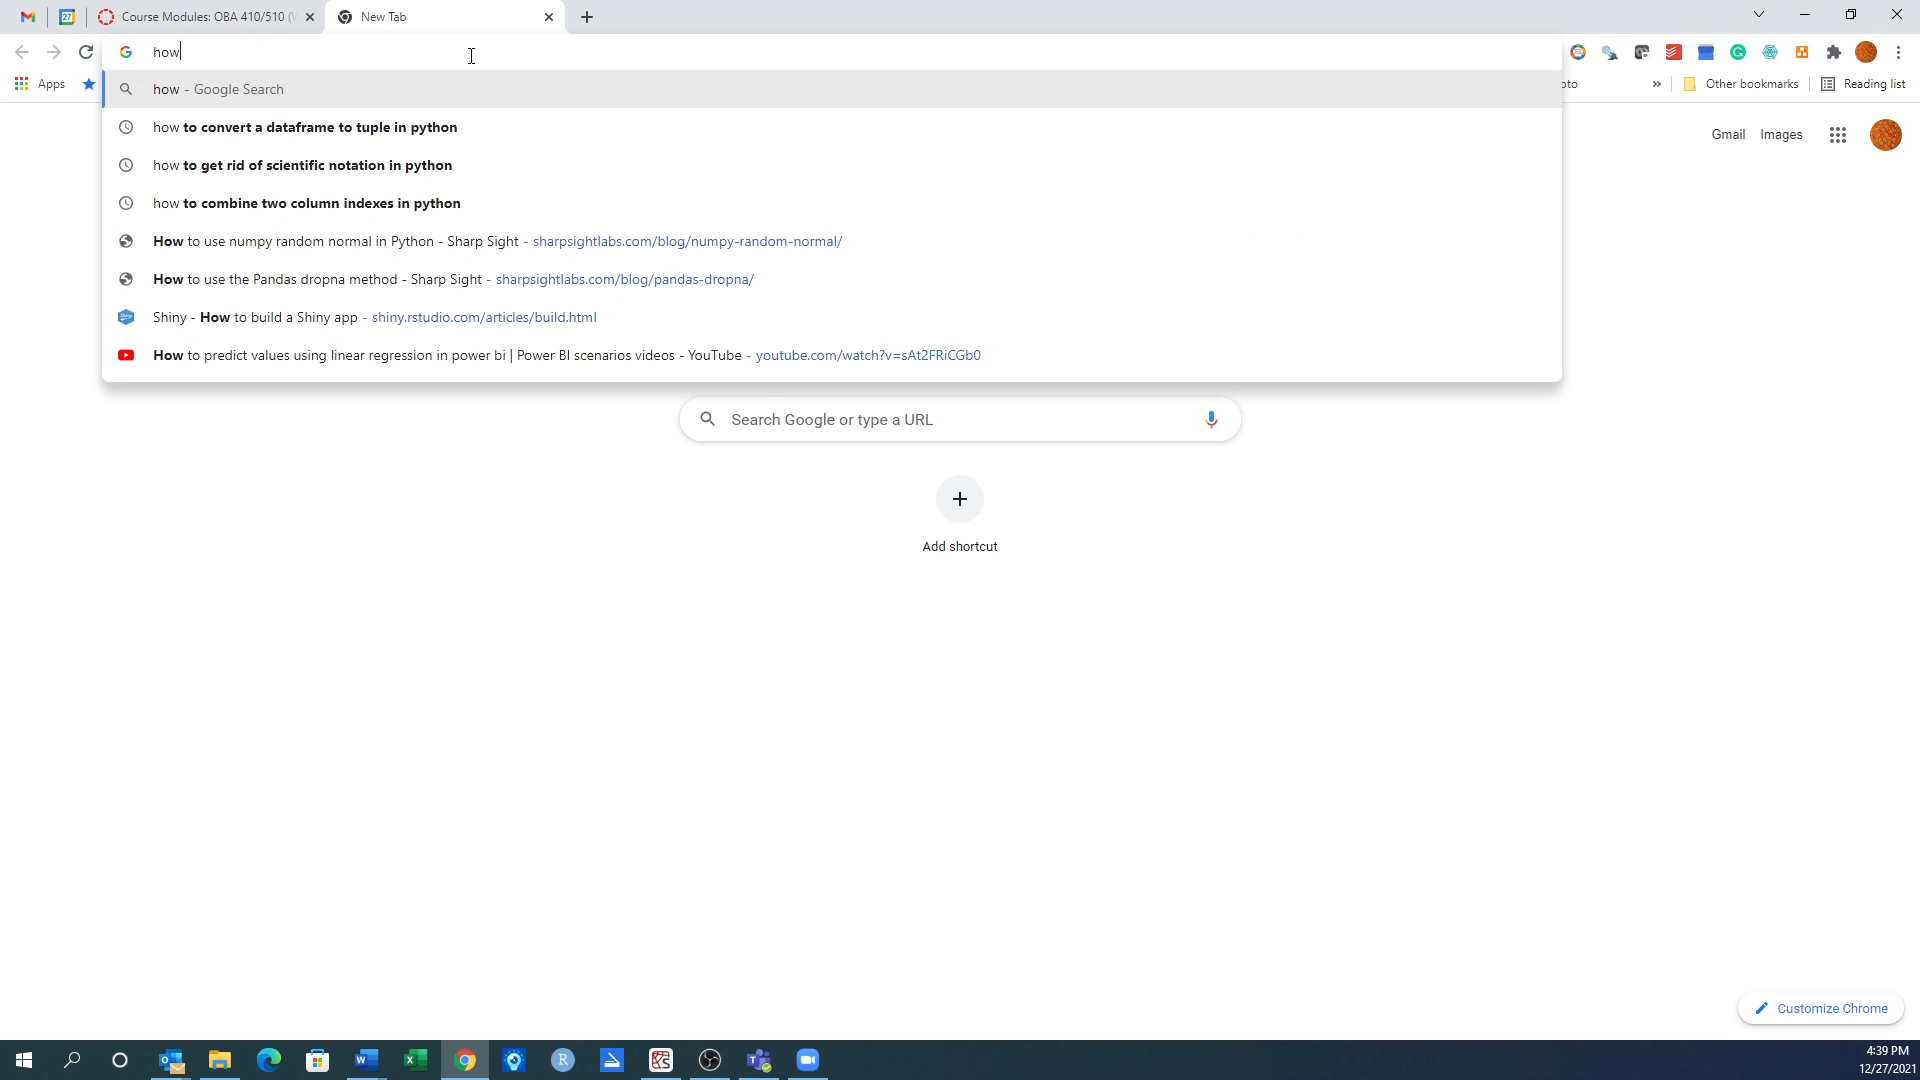 27 Course Modules: OBA 410/510 (W New Tab
how
Apps oto » Other bookmarks Reading list
how - Google Search
how to convert a dataframe to tuple in python
Gmail Images
how to get rid of scientific notation in python
how to combine two column indexes in python
How to use numpy random normal in Python - Sharp Sight - sharpsightlabs.com/blog/numpy-random-normal/
How to use the Pandas dropna method - Sharp Sight - sharpsightlabs.com/blog/pandas-dropna/
Shiny - How to build a Shiny app - shiny.rstudio.com/articles/build.html
How to predict values using linear regression in power bi | Power BI scenarios videos - YouTube - youtube.com/watch?v=sAt2FRiCGb0
Search Google or type a URL
Add shortcut
Customize Chrome
4:39 PM
12/27/2021